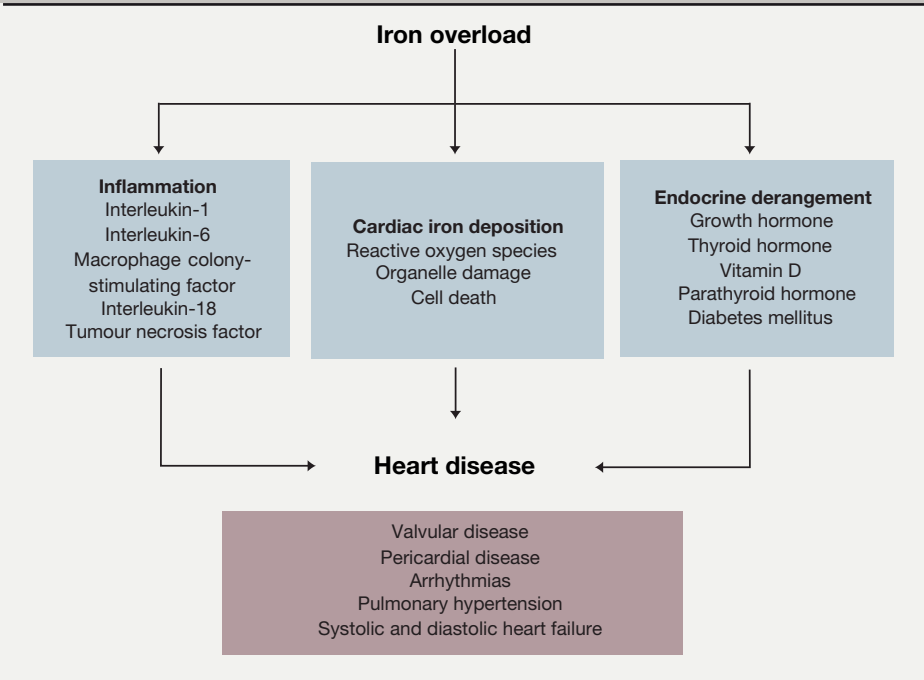 Iron overload
Inflammation
Interleukin-1
Interleukin-6
Macrophage colony-
stimulating factor
Interleukin-18
Tumour necrosis factor
Cardiac iron deposition
Reactive oxygen species
Organelle damage
Cell death
Endocrine derangement
Growth hormone
Thyroid hormone
Vitamin D
Parathyroid hormone
Diabetes mellitus
Heart disease
Valvular disease
Pericardial disease
Arrhythmias
Pulmonary hypertension
Systolic and diastolic heart failure